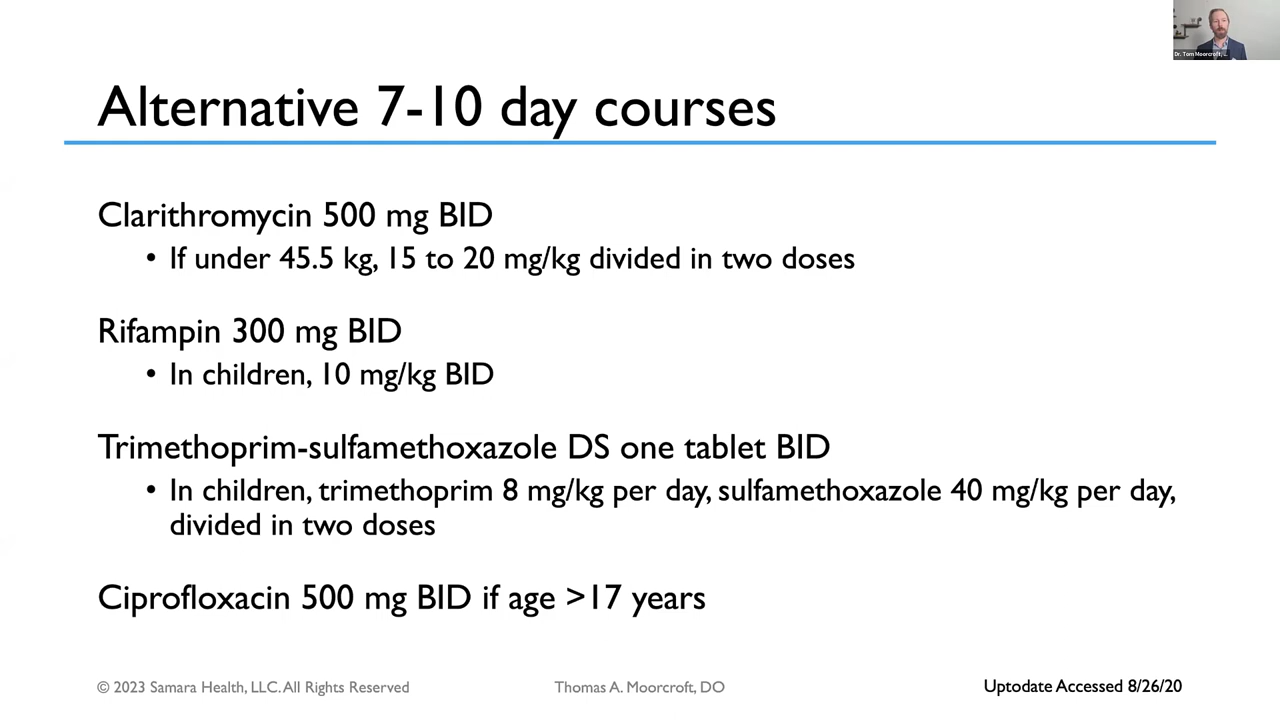 Dr. Tom Moorcroft, ...
Alternative 7-10 day courses
Clarithromycin 500 mg BID
• If under 45.5 kg, 15 to 20 mg/kg divided in two doses
Rifampin 300 mg BID
• In children, 10 mg/kg BID
Trimethoprim-sulfamethoxazole DS one tablet BID
• In children, trimethoprim 8 mg/kg per day, sulfamethoxazole 40 mg/kg per day,
divided in two doses
Ciprofloxacin 500 mg BID if age >17 years
© 2023 Samara Health, LLC. All Rights Reserved
Thomas A. Moorcroft, DO
Uptodate Accessed 8/26/20